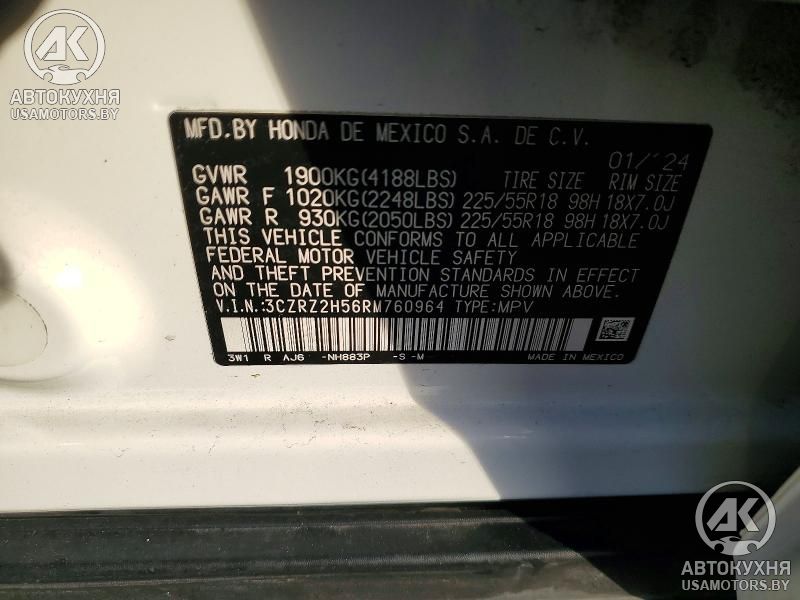 AK
АВТОКУХНЯ
USAMOTORS.BY
MFD.BY HONDA DE MEXICO S.A. DE C.V.
01/'24
GVWR 1900KG(4188LBS) TIRE SIZE RIM SIZE
GAWR F 1020KG(2248LBS) 225/55R18 98H 18X7.0J
GAWR R 930KG(2050LBS) 225/55R18 98H 18X7.0J
THIS VEHICLE CONFORMS TO ALL APPLICABLE
FEDERAL MOTOR VEHICLE SAFETY
AND THEFT PREVENTION STANDARDS IN EFFECT
ON THE DATE OF MANUFACTURE SHOWN ABOVE.
V.I.N.:3CZRZ2H56RM760964 TYPE:MPV
3W1 R AJ6 -NH883P -S-M- MADE IN MEXICO
AK
АВТОКУХНЯ
USAMOTORS.BY